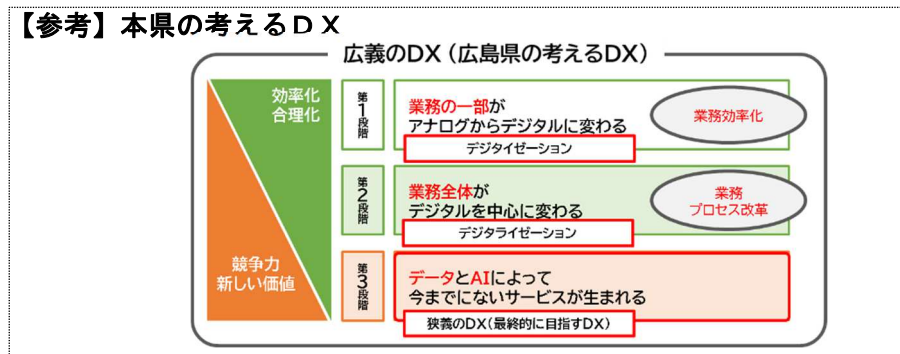 【参考】本県の考えるＤＸ
広義のDX（広島県の考えるDX）
効率化
合理化
第1段階
業務の一部が
アナログからデジタルに変わる
業務効率化
デジタイゼーション
第2段階
業務全体が
デジタルを中心に変わる
業務
プロセス改革
デジタライゼーション
競争力
新しい価値
第3段階
データとAIによって
今までにないサービスが生まれる
狭義のDX（最終的に目指すDX）